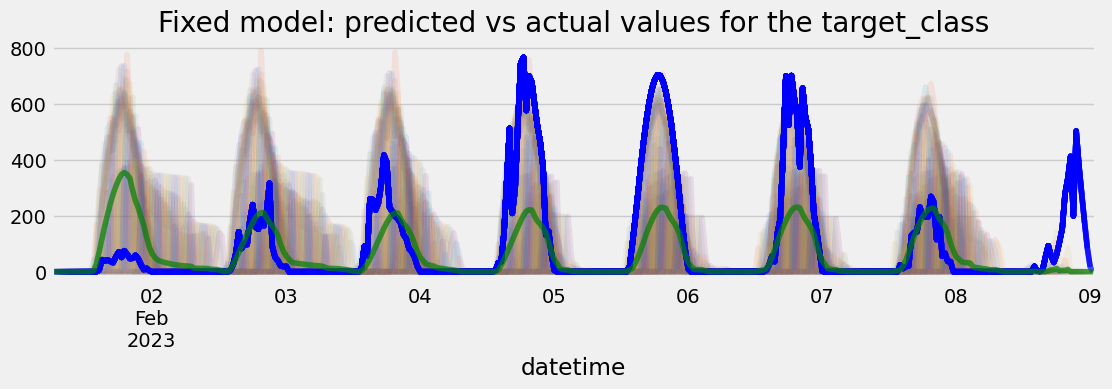 Fixed model: predicted vs actual values for the target_class
800
600
400
200
0
02 03 04 05 06 07 08 09
Feb
2023
datetime